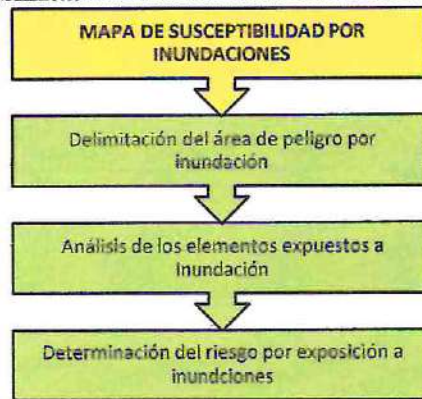 MAPA DE SUSCEPTIBILIDAD POR
INUNDACIONES
Delimitación del área de peligro por
inundación
Análisis de los elementos expuestos a
Inundación
Determinación del riesgo por exposición a
inundciones